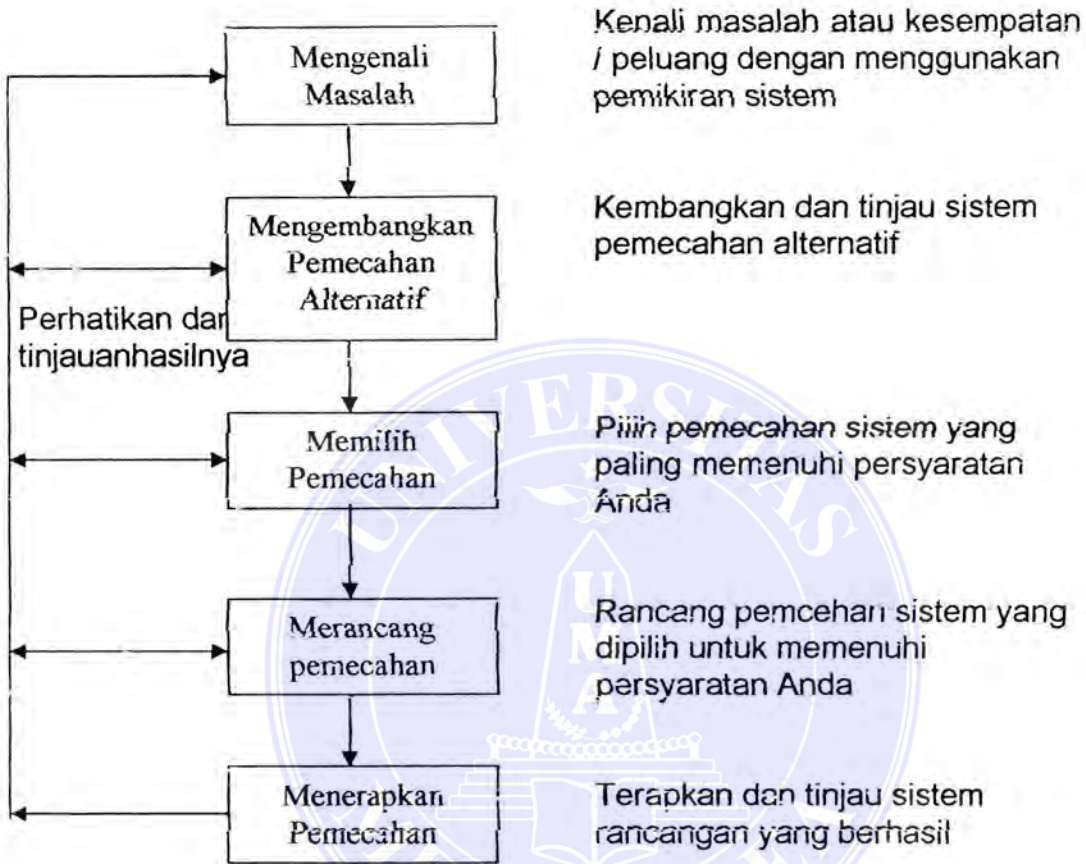 Mengenali
Masalah
Kenali masalah atau kesempatan
/ peluang dengan menggunakan
pemikiran sistem
Mengembangkan
Pemecahan
Alternatif
Kembangkan dan tinjau sistem
pemecahan alternatif
Perhatikan dar
tinjauanhasilnya
Memilih
Pemecahan
Pilih pemecahan sistem yang
paling memenuhi persyaratan
Anda
Merancang
pemecahan
Rancang pemcehan sistem yang
dipilih untuk memenuhi
persyaratan Anda
Menerapkan
Pemecahan
Terapkan dan tinjau sistem
rancangan yang berhasil
UNIVERSITAS
U
M
A